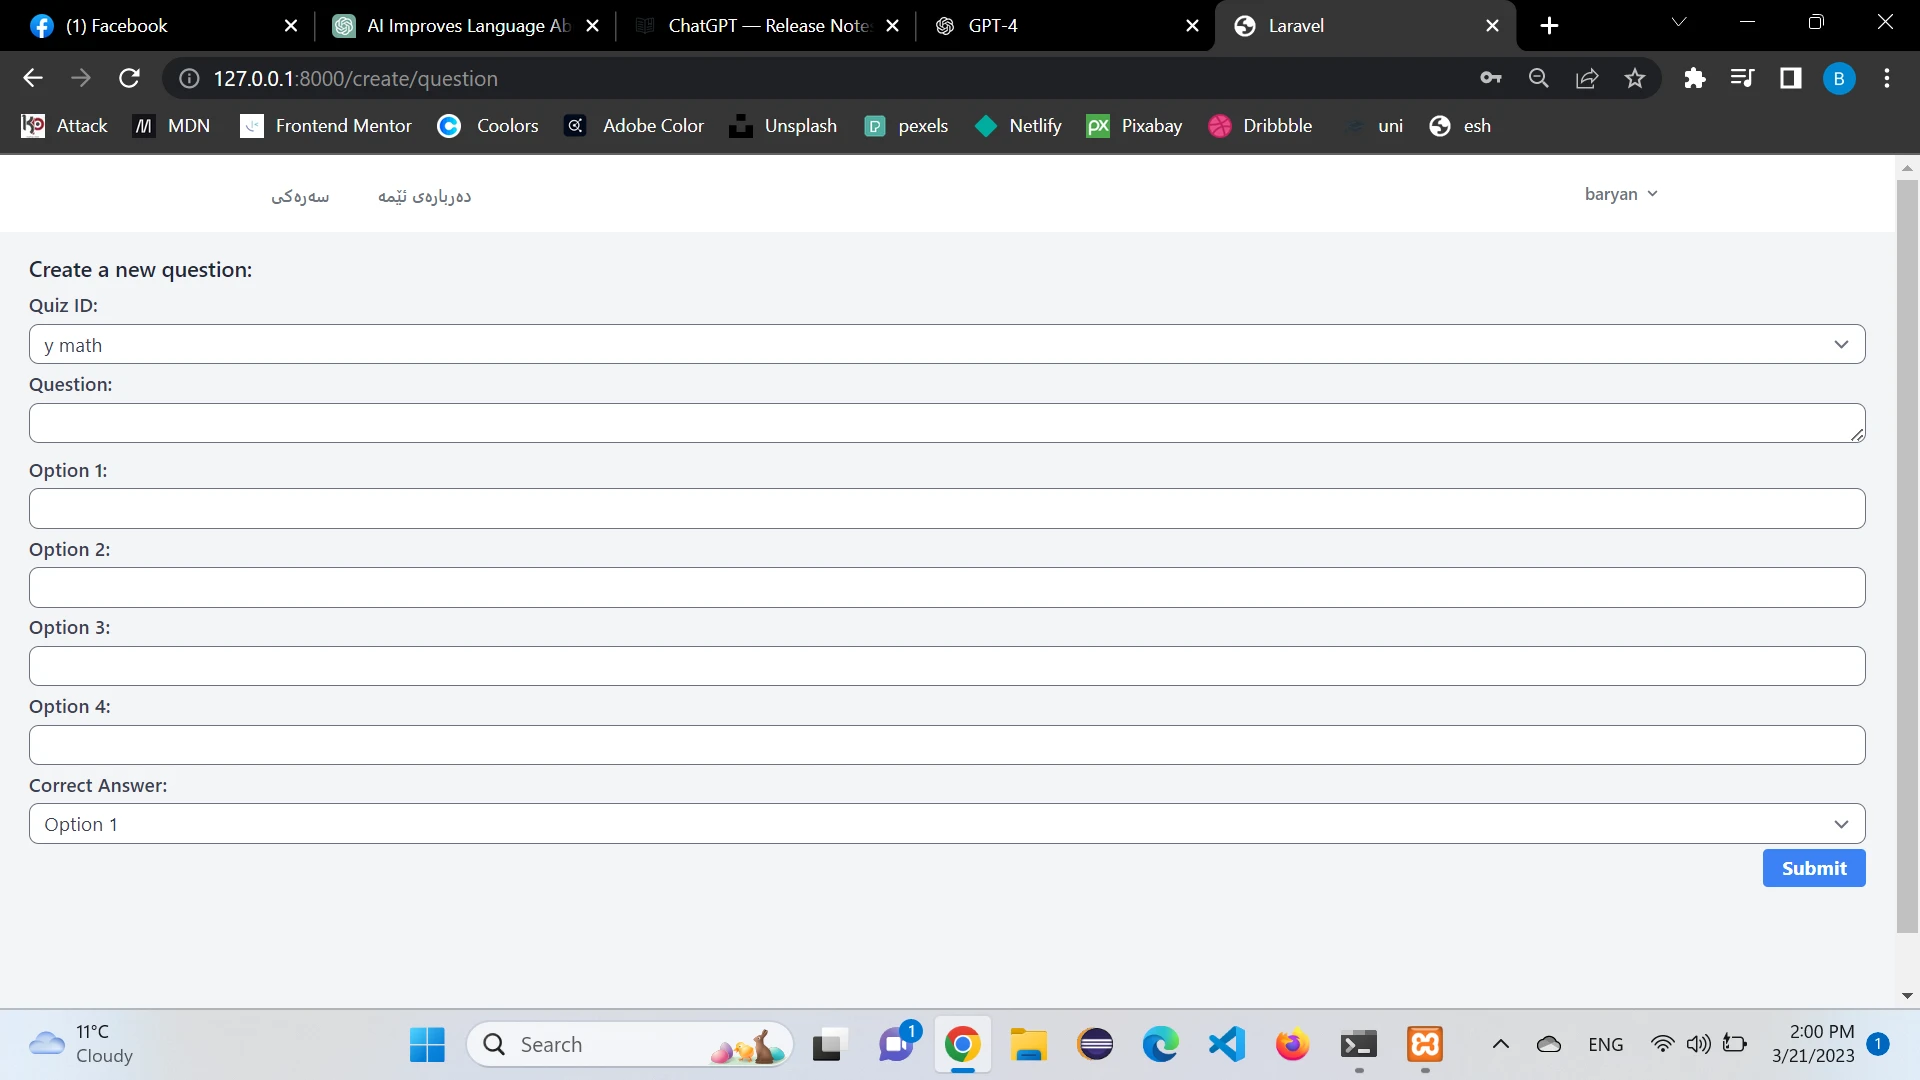 (1) Facebook
AI Improves Language Ab
ChatGPT — Release Note
GPT-4
Laravel
127.0.0.1:8000/create/question
B
Attack
MDN
Frontend Mentor
Coolors
Adobe Color
Unsplash
pexels
Netlify
Pixabay
Dribbble
uni
esh
سەرەکی
دەربارەی ئێمە
baryan
Create a new question:
Quiz ID:
y math
Question:
Option 1:
Option 2:
Option 3:
Option 4:
Correct Answer:
Option 1
Submit
11°C
Cloudy
Search
1
ENG
2:00 PM
3/21/2023
1